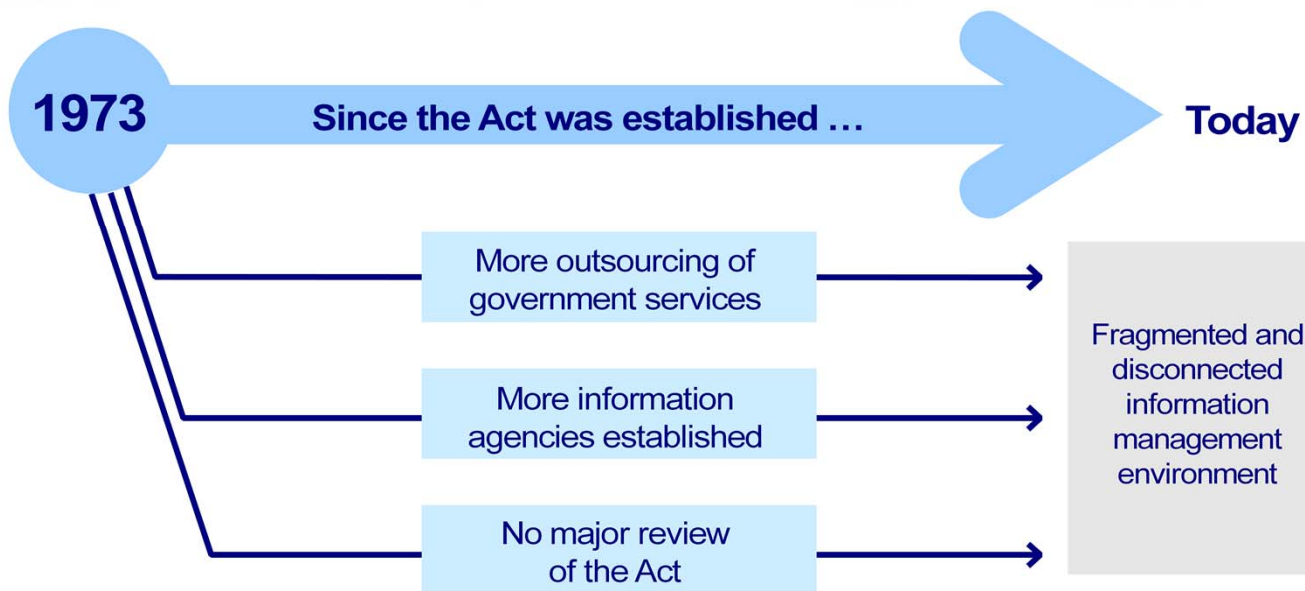 1973
Since the Act was established ...
Today
More outsourcing of
government services
More information
agencies established
No major review
of the Act
Fragmented and
disconnected
information
management
environment